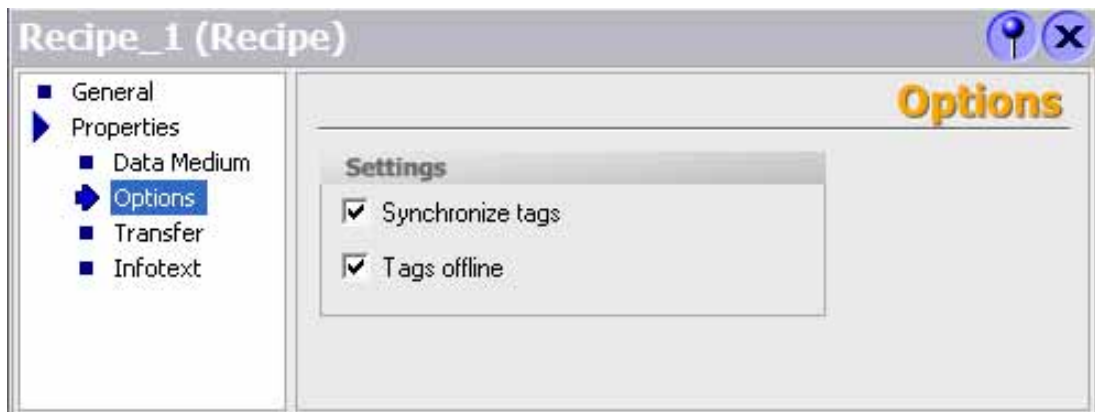 Recipe_1 (Recipe)
General
Properties
Data Medium
Options
Transfer
Infotext
Options
Settings
Synchronize tags
Tags offline